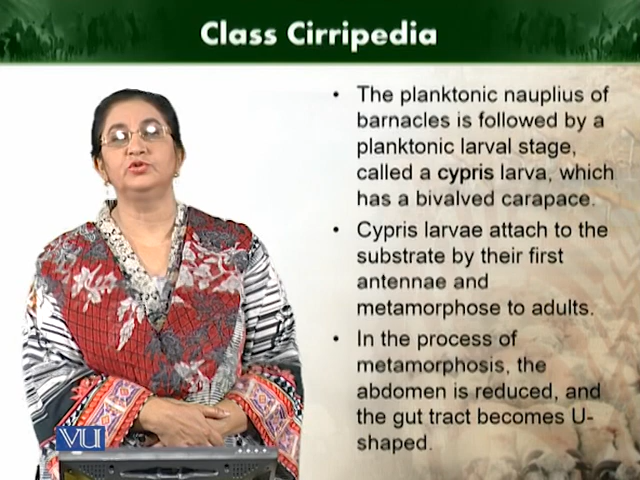 Class Cirripedia
• The planktonic nauplius of
barnacles is followed by a
planktonic larval stage,
called a cypris larva, which
has a bivalved carapace.
• Cypris larvae attach to the
substrate by their first
antennae and
metamorphose to adults.
• In the process of
metamorphosis, the
abdomen is reduced, and
the gut tract becomes U-
shaped.
VU